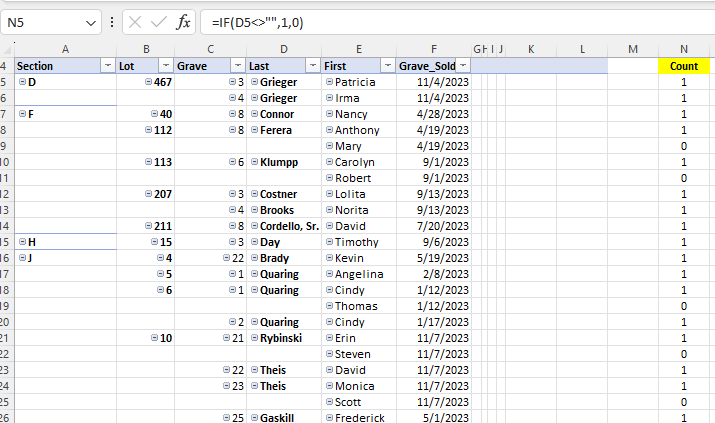 N5 =IF(D5<>"",1,0)
A B C D E F G H I J K L M N
4 Section Lot Grave Last First Grave_Sold Count
5 D 467 3 Grieger Patricia 11/4/2023 1
6 4 Grieger Irma 11/4/2023 1
7 F 40 8 Connor Nancy 4/28/2023 1
8 112 8 Ferera Anthony 4/19/2023 1
9 Mary 4/19/2023 0
10 113 6 Klumpp Carolyn 9/1/2023 1
11 Robert 9/1/2023 0
12 207 3 Costner Lolita 9/13/2023 1
13 4 Brooks Norita 9/13/2023 1
14 211 8 Cordello, Sr. David 7/20/2023 1
15 H 15 3 Day Timothy 9/6/2023 1
16 J 4 22 Brady Kevin 5/19/2023 1
17 5 1 Quaring Angelina 2/8/2023 1
18 6 1 Quaring Cindy 1/12/2023 1
19 Thomas 1/12/2023 0
20 2 Quaring Cindy 1/17/2023 1
21 10 21 Rybinski Erin 11/7/2023 1
22 Steven 11/7/2023 0
23 22 Theis David 11/7/2023 1
24 23 Theis Monica 11/7/2023 1
25 Scott 11/7/2023 0
26 25 Gaskill Frederick 5/1/2023 1